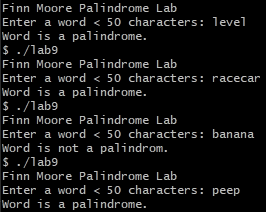 Finn Moore Palindrome Lab
Enter a word < 50 characters: level
Word is a palindrome.
$ ./lab9
Finn Moore Palindrome Lab
Enter a word < 50 characters: racecar
Word is a palindrome.
$ ./lab9
Finn Moore Palindrome Lab
Enter a word < 50 characters: banana
Word is not a palindrom.
$ ./lab9
Finn Moore Palindrome Lab
Enter a word < 50 characters: peep
Word is a palindrome.